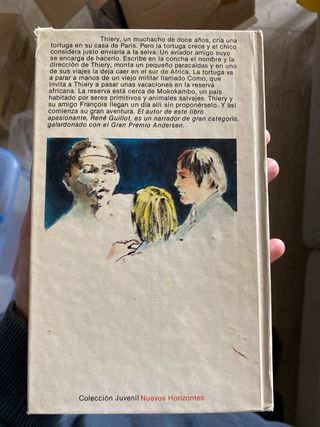 Thiery, un muchacho de doce años, cría una
tortuga en su casa de París. Pero la tortuga crece y el chico
considera justo enviarla a la selva. Un aviador amigo suyo
se encarga de hacerlo. Escribe en la concha el nombre y la
dirección de Thiery, monta un pequeño paracaídas y en uno
de sus viajes la deja caer en el sur de Africa. La tortuga va
a parar a manos de un viejo militar llamado Como, que
invita a Thiery a pasar unas vacaciones en la reserva
africana. La reserva está cerca de Mokokambo, un país
habitado por seres primitivos y animales salvajes. Thiery y
su amigo François llegan un día allí sin proponérselo. Y así
comienza su gran aventura. El autor de este libro
apasionante, René Guillot, es un narrador de gran categoría,
galardonado con el Gran Premio Andersen.
Colección Juvenil Nuevos Horizontes